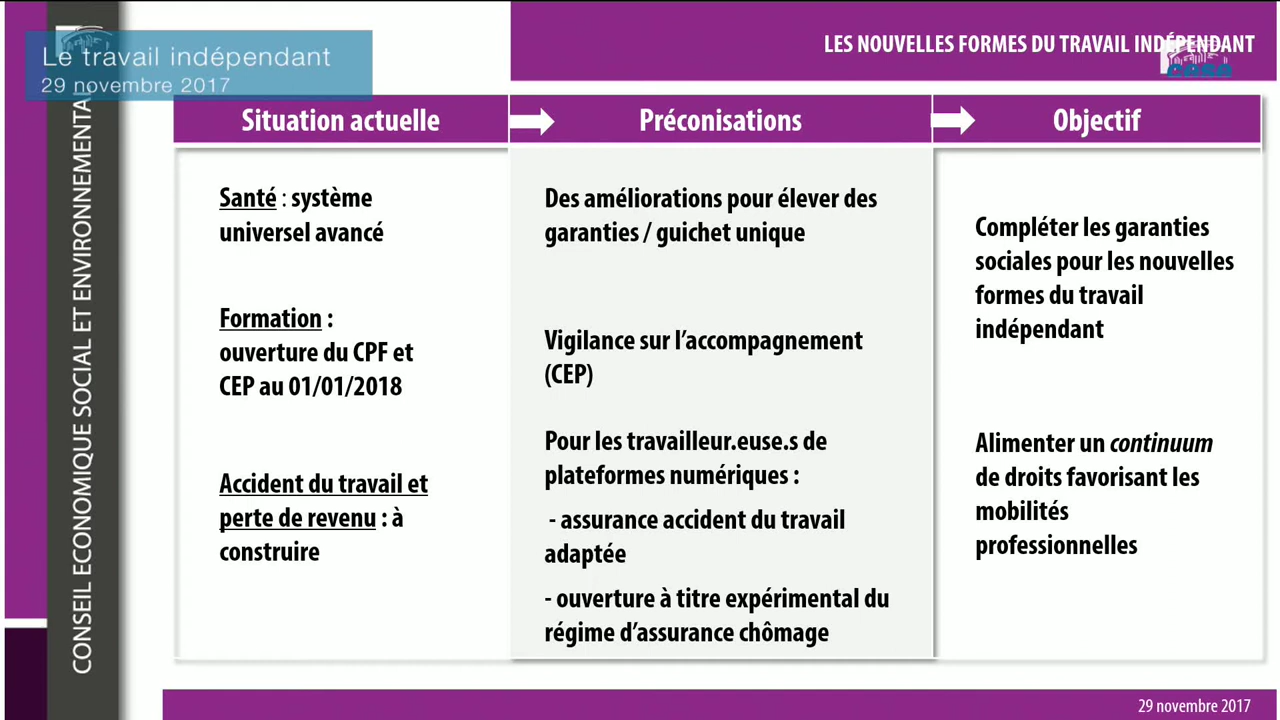 LES NOUVELLES FORMES DU TRAVAIL INDÉPENDANT
Le travail indépendant
29 novembre 2017
CONSEIL ECONOMIQUE SOCIAL ET ENVIRONNEMENTA
Situation actuelle
Préconisations
Objectif
Santé : système
universel avancé
Formation :
ouverture du CPF et
CEP au 01/01/2018
Accident du travail et
perte de revenu : à
construire
Des améliorations pour élever des
garanties / guichet unique
Vigilance sur l’accompagnement
(CEP)
Pour les travailleur.euse.s de
plateformes numériques :
- assurance accident du travail
adaptée
- ouverture à titre expérimental du
régime d’assurance chômage
Compléter les garanties
sociales pour les nouvelles
formes du travail
indépendant
Alimenter un continuum
de droits favorisant les
mobilités
professionnelles
29 novembre 2017